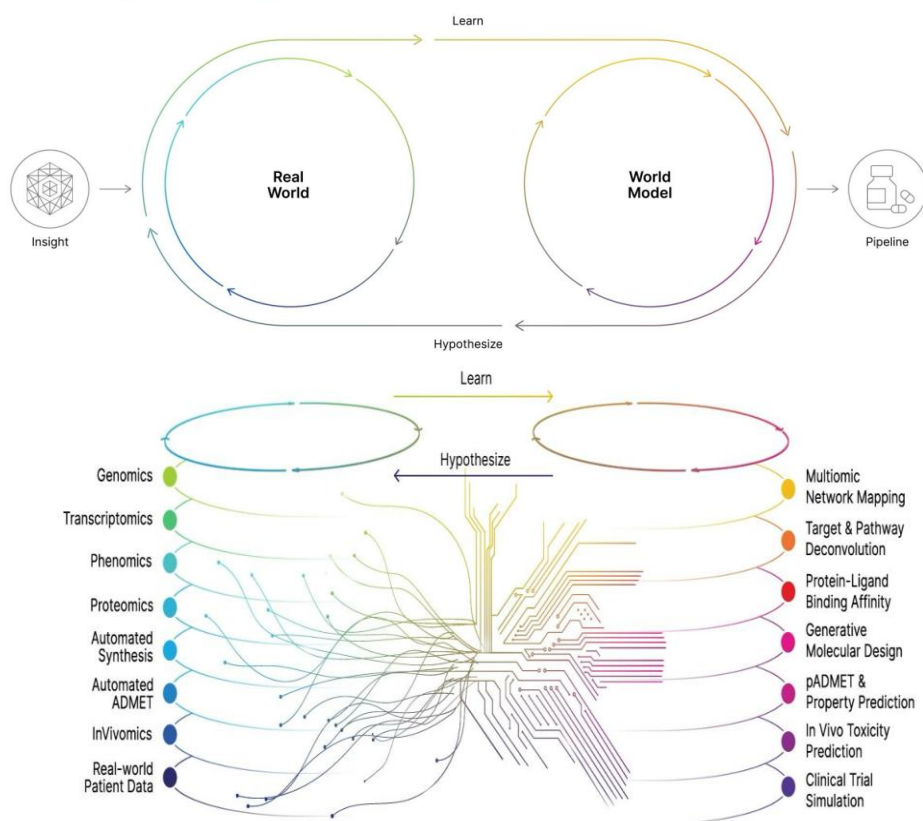 Learn
Real
World
World
Model
Insight
Pipeline
Hypothesize
Learn
Hypothesize
Genomics
Transcriptomics
Phenomics
Proteomics
Automated
Synthesis
Automated
ADMET
InVivomics
Real-world
Patient Data
Multiomic
Network Mapping
Target & Pathway
Deconvolution
Protein-Ligand
Binding Affinity
Generative
Molecular Design
pADMET &
Property Prediction
In Vivo Toxicity
Prediction
Clinical Trial
Simulation